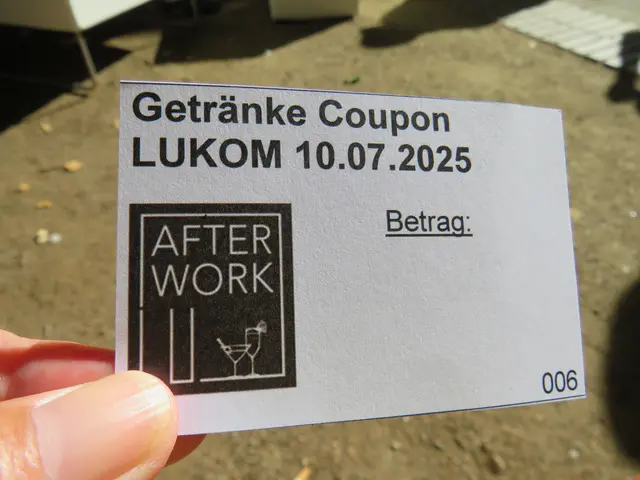 Getränke Coupon
LUKOM 10.07.2025
Betrag:
AFTER
WORK
006